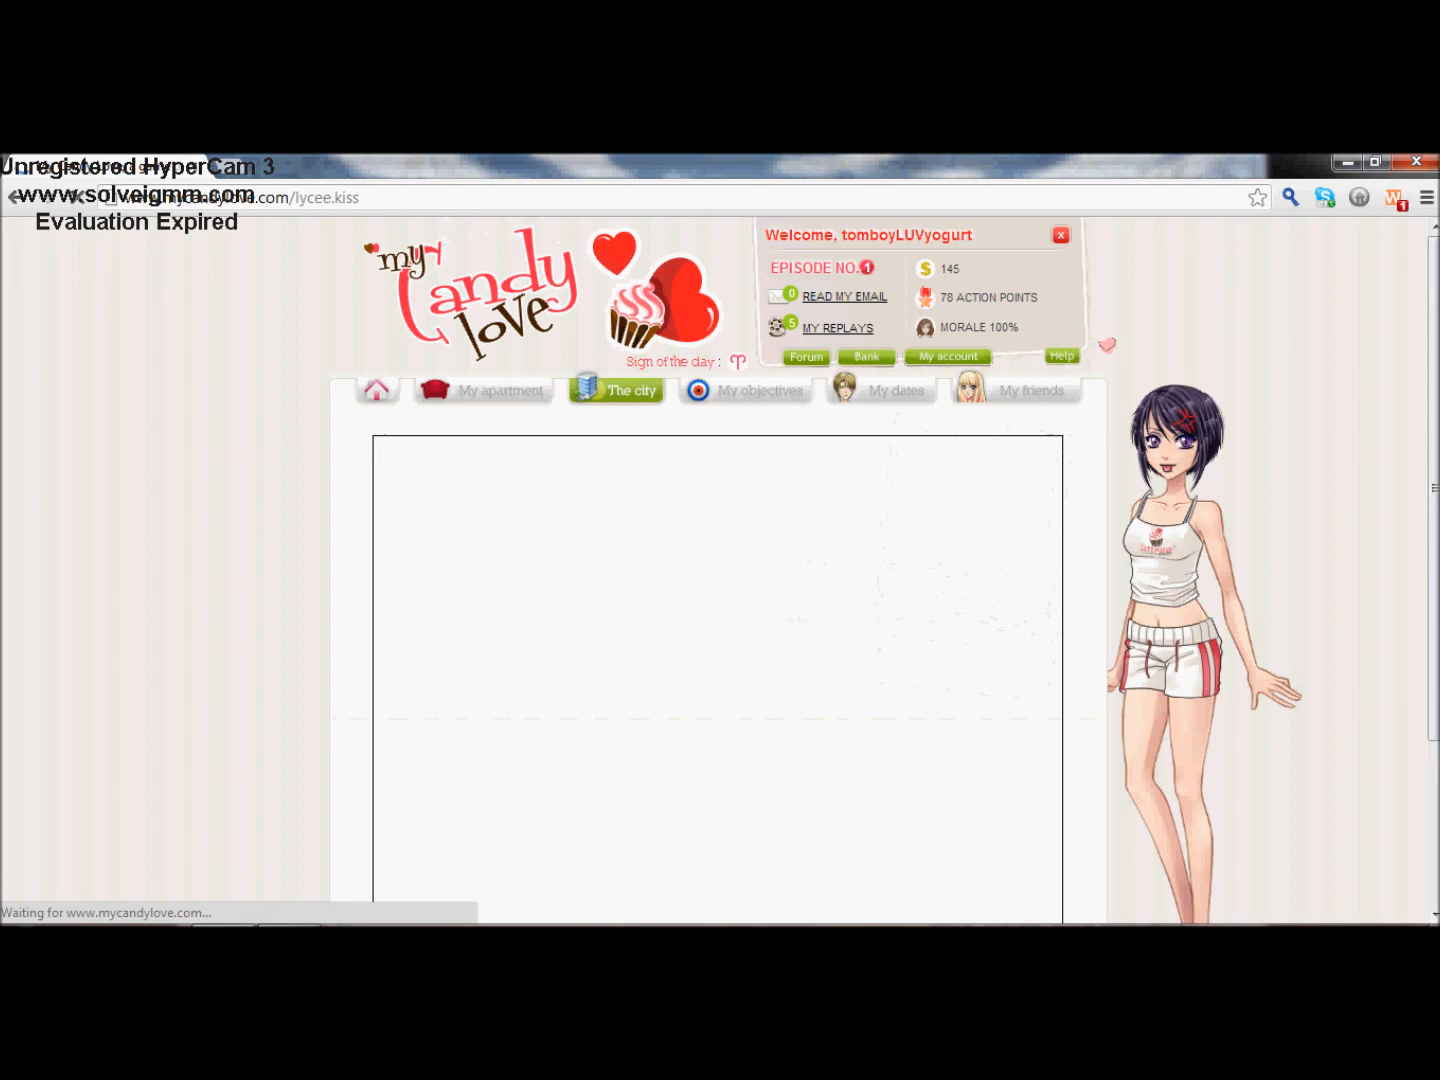 Unregistered HyperCam 3
www.solveigmm.com
Evaluation Expired
mycandylove.com/lycee.kiss
my Candy love
Sign of the day :
Welcome, tomboyLUVyogurt
EPISODE NO. 1
145
0 READ MY EMAIL
78 ACTION POINTS
5 MY REPLAYS
MORALE 100%
Forum
Bank
My account
Help
My apartment
The city
My objectives
My dates
My friends
Waiting for www.mycandylove.com...